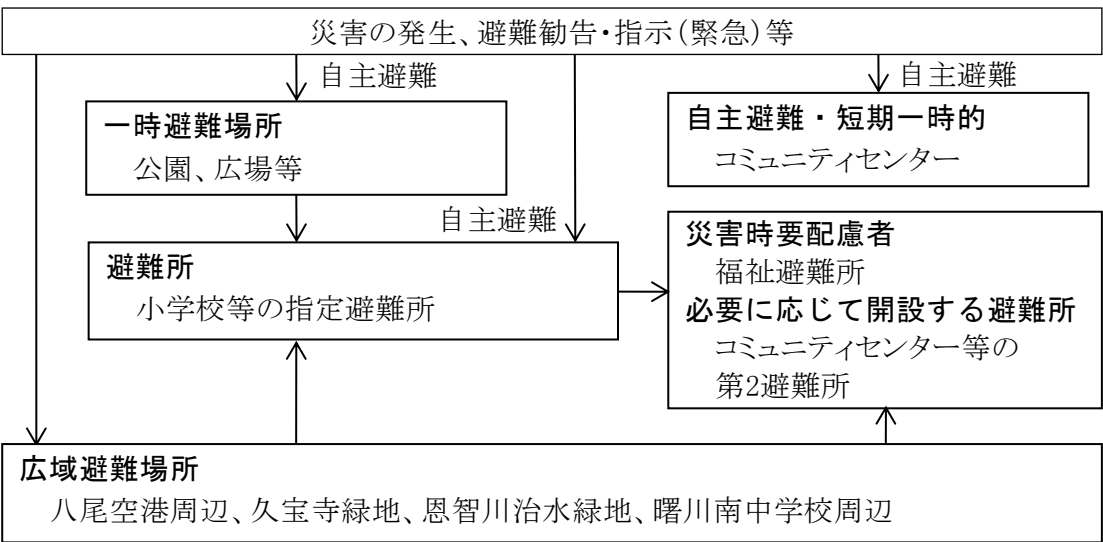 災害の発生、避難勧告・指示（緊急）等
自主避難
自主避難
一時避難場所
公園、広場等
自主避難・短期一時的
コミュニティセンター
自主避難
避難所
小学校等の指定避難所
災害時要配慮者
福祉避難所
必要に応じて開設する避難所
コミュニティセンター等の
第2避難所
広域避難場所
八尾空港周辺、久宝寺緑地、恩智川治水緑地、曙川南中学校周辺